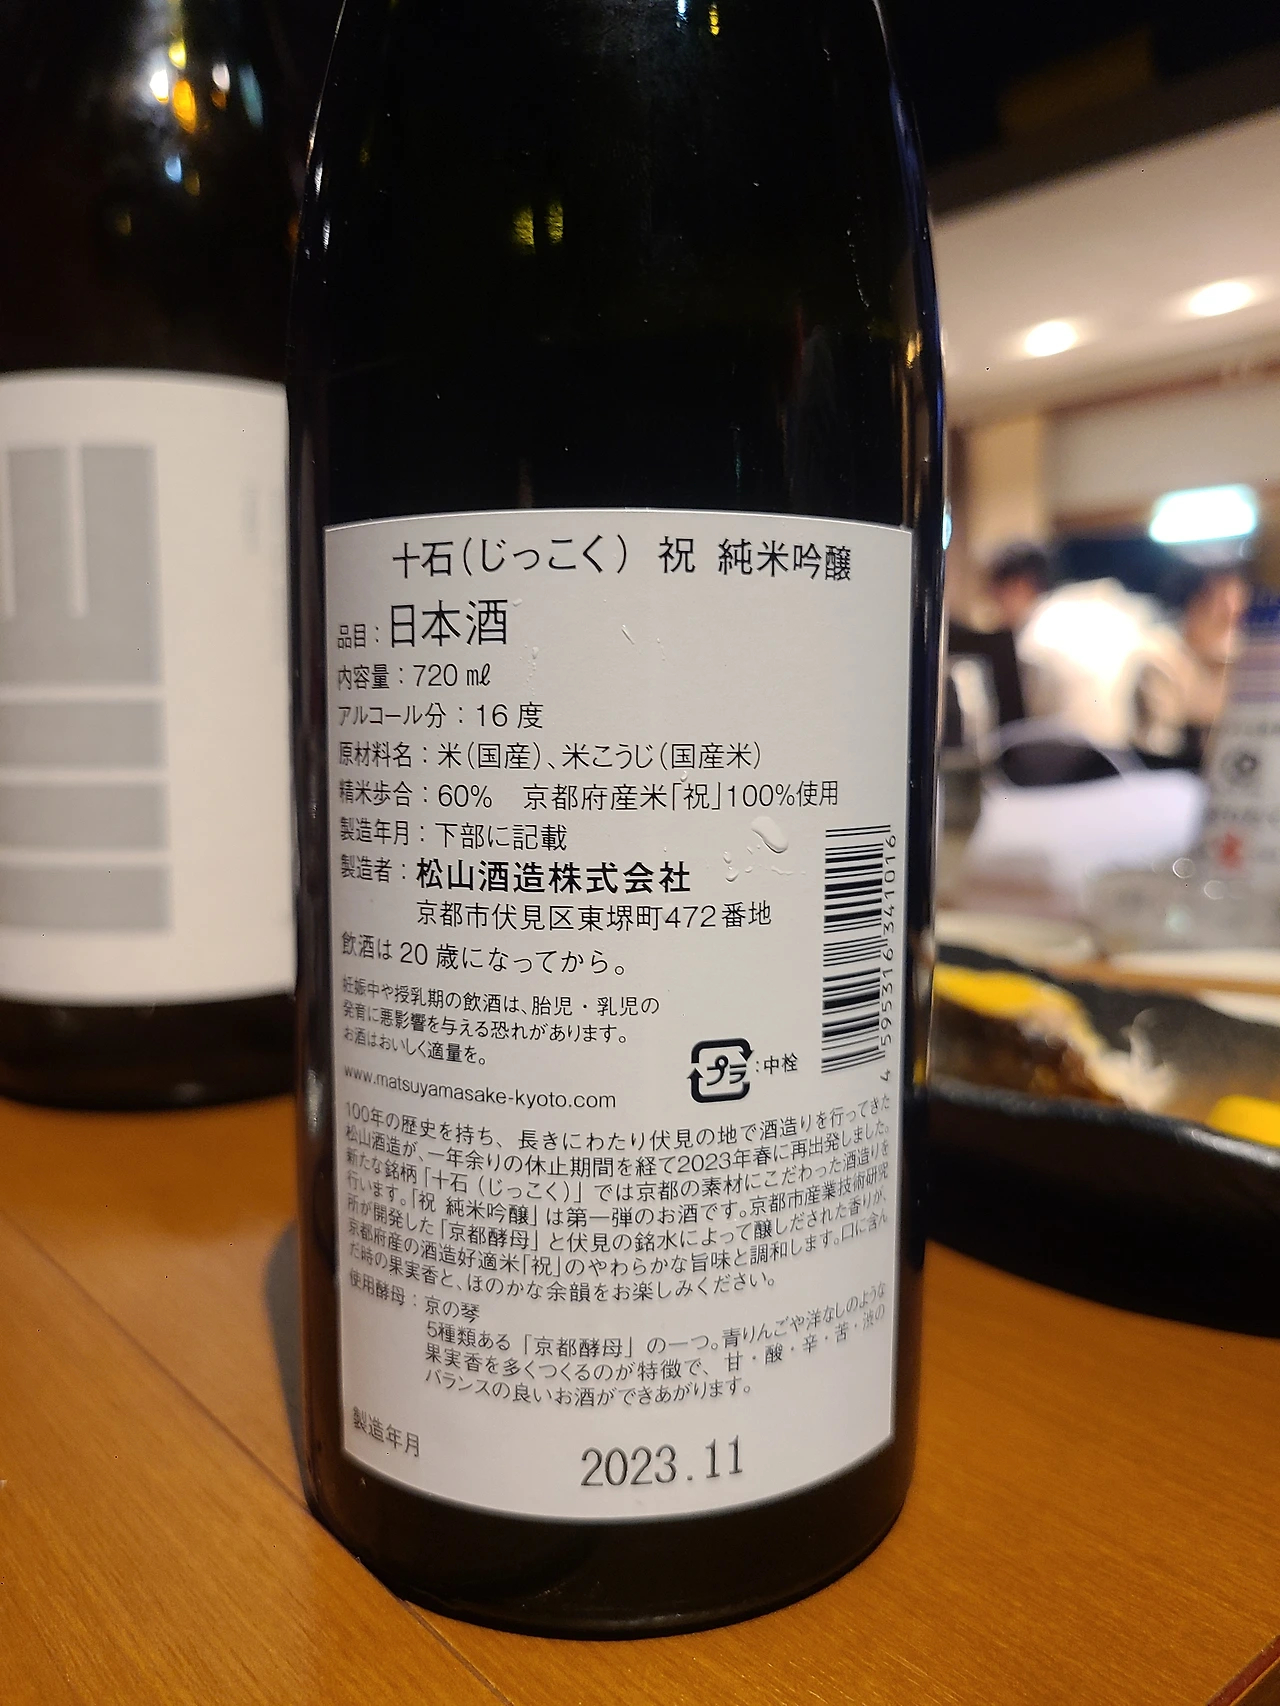 十石(じっこく) 祝 純米吟醸
品目:日本酒
内容量:720㎖
アルコール分:16度
原材料名:米(国産)、米こうじ(国産米)
精米歩合:60% 京都府産米「祝」100%使用
製造年月:下部に記載
製造者:松山酒造株式会社
京都市伏見区東堺町472番地
飲酒は20歳になってから。
妊娠中や授乳期の飲酒は、胎児・乳児の
発育に悪影響を与える恐れがあります。
お酒はおいしく適量を。
プラ:中栓
4 595316 341016
www.matsuyamasake-kyoto.com
100年の歴史を持ち、長きにわたり伏見の地で酒造りを行ってきた
松山酒造が、一年余りの休止期間を経て2023年春に再出発しました。
新たな銘柄「十石(じっこく)」では京都の素材にこだわった酒造りを
行います。「祝 純米吟醸」は第一弾のお酒です。京都市産業技術研究
所が開発した「京都酵母」と伏見の銘水によって醸しだされた香りが、
京都府産の酒造好適米「祝」のやわらかな旨味と調和します。口に含ん
だ時の果実香と、ほのかな余韻をお楽しみください。
使用酵母:京の琴
5種類ある「京都酵母」の一つ。青りんごや洋なしのような
果実香を多くつくるのが特徴で、甘・酸・辛・苦・渋の
バランスの良いお酒ができあがります。
製造年月
2023.11